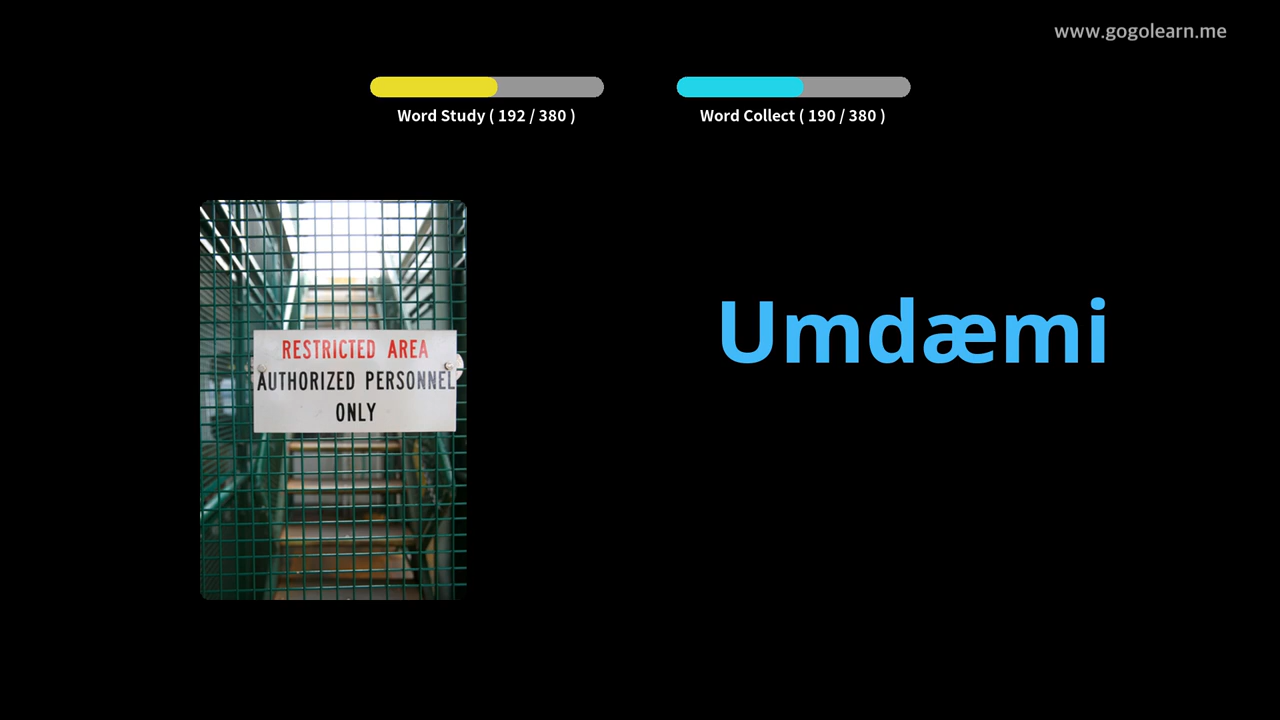 www.gogolearn.me
Word Study ( 192 / 380 )
Word Collect ( 190 / 380 )
RESTRICTED AREA
AUTHORIZED PERSONNEL
ONLY
Umdæmi